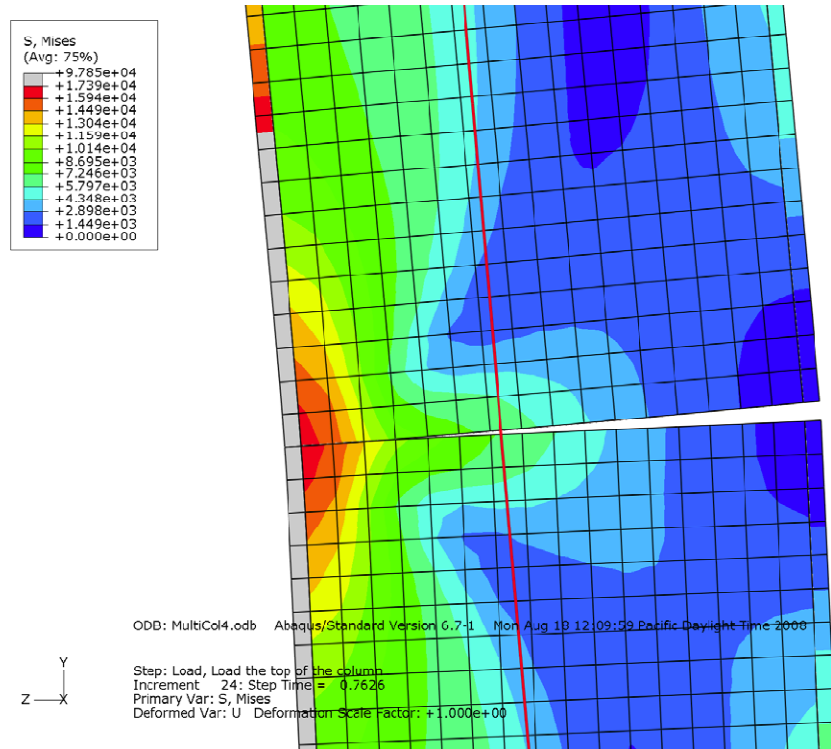 S, Mises
(Avg: 75%)
+9.785e+04
+1.739e+04
+1.594e+04
+1.449e+04
+1.304e+04
+1.159e+04
+1.014e+04
+8.695e+03
+7.246e+03
+5.797e+03
+4.348e+03
+2.898e+03
+1.449e+03
+0.000e+00
ODB: MultiCol4.odb Abaqus/Standard Version 6.7-1 Mon Aug 18 12:09:59 Pacific Daylight Time 2008
Step: Load, Load the top of the column
Increment 24: Step Time = 0.7626
Primary Var: S, Mises
Deformed Var: U Deformation Scale Factor: +1.000e+00
Y
Z X